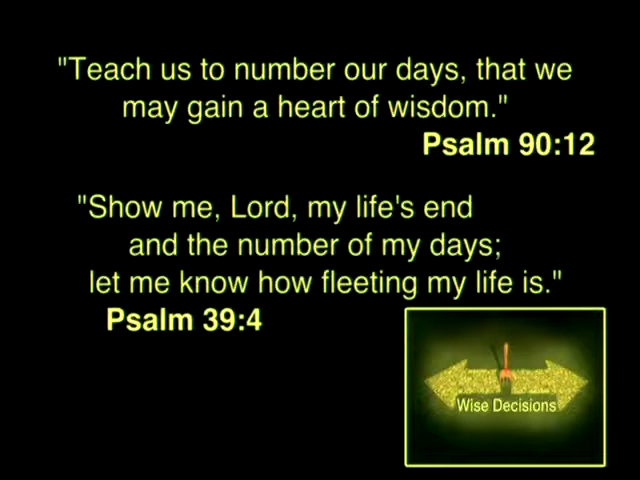 "Teach us to number our days, that we
may gain a heart of wisdom."
Psalm 90:12
"Show me, Lord, my life's end
and the number of my days;
let me know how fleeting my life is."
Psalm 39:4
Wise Decisions